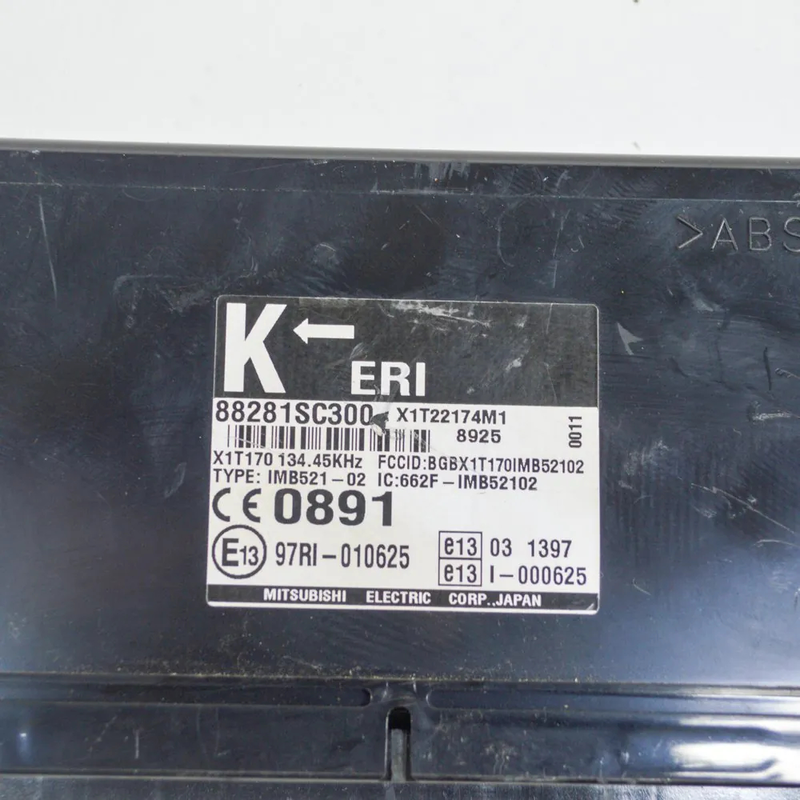 >ABS
K ←
ERI
88281SC300 X1T22174M1
8925
0011
X1T170 134.45KHz FCCID:BGBX1T170IMB52102
TYPE: IMB521-02 IC:662F-IMB52102
CE 0891
E13 97RI-010625
e13 03 1397
e13 I-000625
MITSUBISHI ELECTRIC CORP.,JAPAN